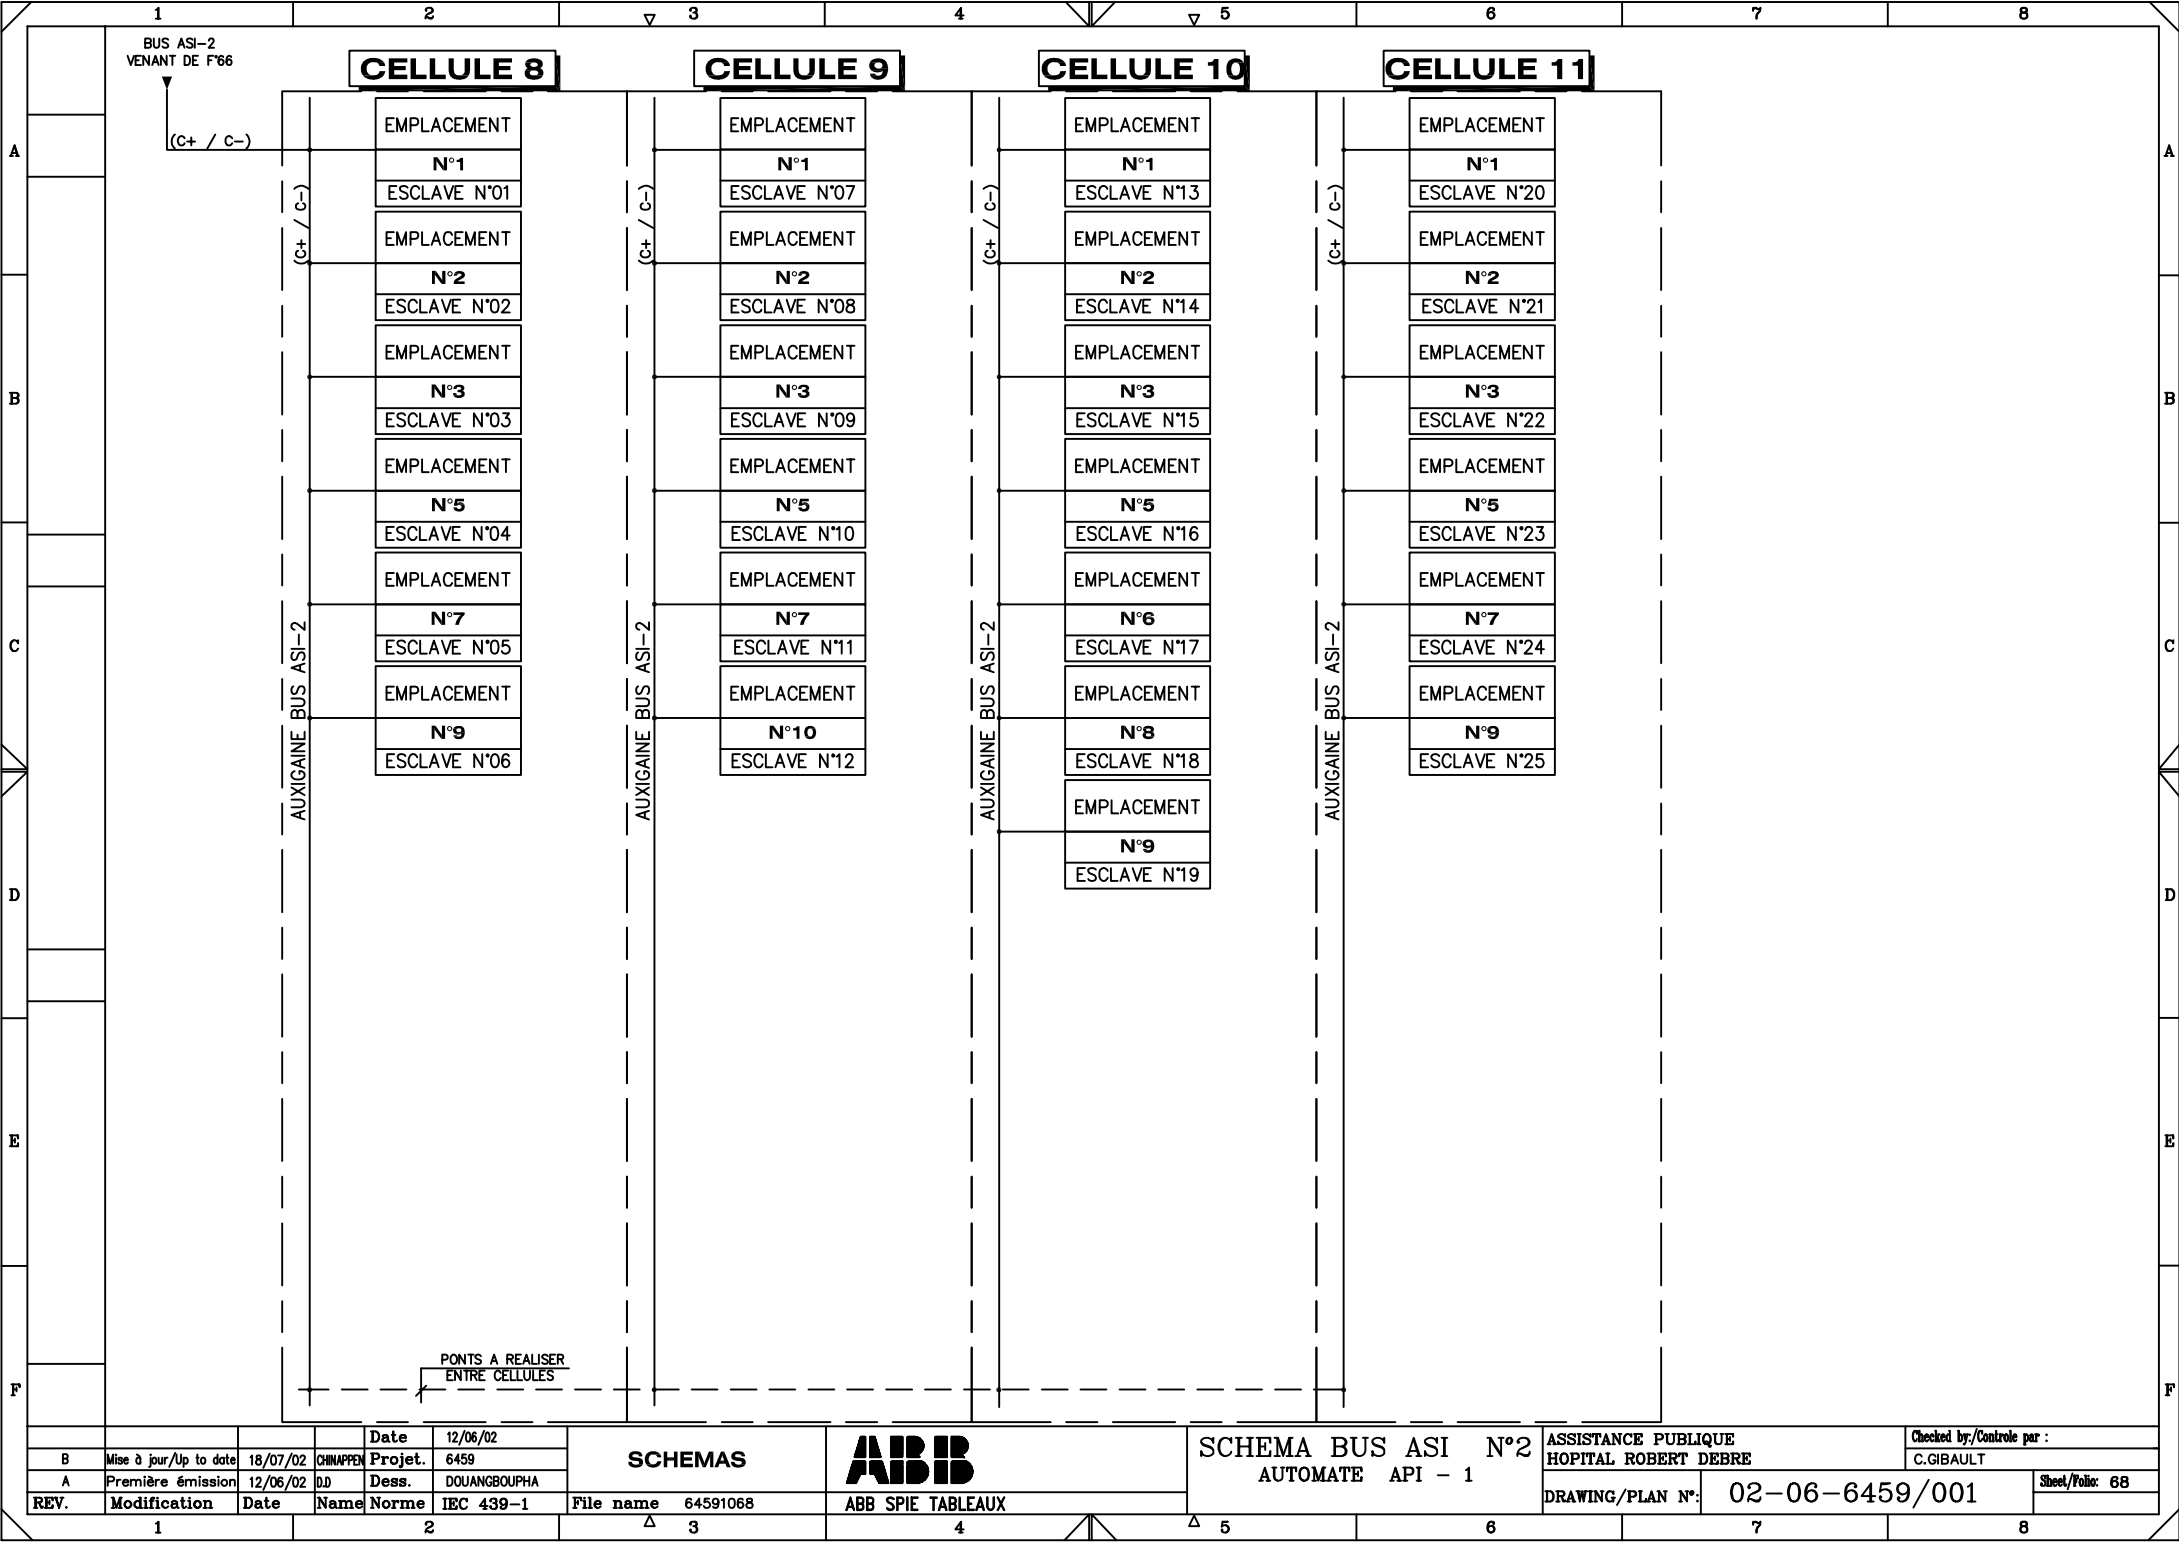 1 2 3 4 5 6 7 8
BUS ASI-2
VENANT DE F°66
(C+ / C-)
CELLULE 8
EMPLACEMENT
N°1
ESCLAVE N°01
EMPLACEMENT
N°2
ESCLAVE N°02
EMPLACEMENT
N°3
ESCLAVE N°03
EMPLACEMENT
N°5
ESCLAVE N°04
EMPLACEMENT
N°7
ESCLAVE N°05
EMPLACEMENT
N°9
ESCLAVE N°06
(C+ / C-)
AUXIGAINE BUS ASI-2
CELLULE 9
EMPLACEMENT
N°1
ESCLAVE N°07
EMPLACEMENT
N°2
ESCLAVE N°08
EMPLACEMENT
N°3
ESCLAVE N°09
EMPLACEMENT
N°5
ESCLAVE N°10
EMPLACEMENT
N°7
ESCLAVE N°11
EMPLACEMENT
N°10
ESCLAVE N°12
(C+ / C-)
AUXIGAINE BUS ASI-2
CELLULE 10
EMPLACEMENT
N°1
ESCLAVE N°13
EMPLACEMENT
N°2
ESCLAVE N°14
EMPLACEMENT
N°3
ESCLAVE N°15
EMPLACEMENT
N°5
ESCLAVE N°16
EMPLACEMENT
N°6
ESCLAVE N°17
EMPLACEMENT
N°8
ESCLAVE N°18
EMPLACEMENT
N°9
ESCLAVE N°19
(C+ / C-)
AUXIGAINE BUS ASI-2
CELLULE 11
EMPLACEMENT
N°1
ESCLAVE N°20
EMPLACEMENT
N°2
ESCLAVE N°21
EMPLACEMENT
N°3
ESCLAVE N°22
EMPLACEMENT
N°5
ESCLAVE N°23
EMPLACEMENT
N°7
ESCLAVE N°24
EMPLACEMENT
N°9
ESCLAVE N°25
(C+ / C-)
AUXIGAINE BUS ASI-2
A A
B B
C C
D D
E E
F F
PONTS A REALISER
ENTRE CELLULES
Date 12/06/02
B Mise à jour/Up to date 18/07/02 CHINAPPEN Projet. 6459
A Première émission 12/06/02 D.D Dess. DOUANGBOUPHA
REV. Modification Date Name Norme IEC 439-1
SCHEMAS
File name 64591068
ABB
ABB SPIE TABLEAUX
SCHEMA BUS ASI N°2
AUTOMATE API - 1
ASSISTANCE PUBLIQUE
HOPITAL ROBERT DEBRE
Checked by:/Controle par :
C.GIBAULT
DRAWING/PLAN N°: 02-06-6459/001
Sheet/Folio: 68
1 2 3 4 5 6 7 8